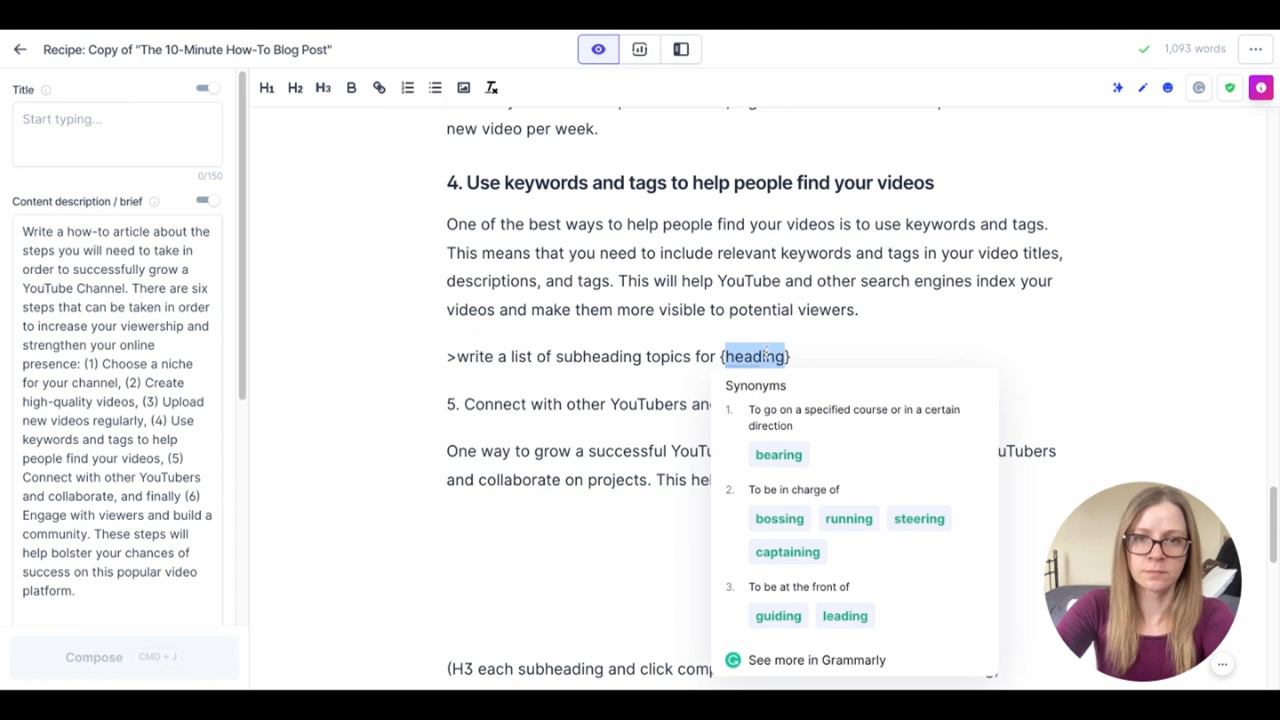 Recipe: Copy of "The 10-Minute How-To Blog Post"
1,093 words
Title
Start typing...
0/150
Content description / brief
Write a how-to article about the
steps you will need to take in
order to successfully grow a
YouTube Channel. There are six
steps that can be taken in order
to increase your viewership and
strengthen your online
presence: (1) Choose a niche
for your channel, (2) Create
high-quality videos, (3) Upload
new videos regularly, (4) Use
keywords and tags to help
people find your videos, (5)
Connect with other YouTubers
and collaborate, and finally (6)
Engage with viewers and build a
community. These steps will
help bolster your chances of
success on this popular video
platform.
Compose CMD + J
H1 H2 H3 B
new video per week.
4. Use keywords and tags to help people find your videos
One of the best ways to help people find your videos is to use keywords and tags.
This means that you need to include relevant keywords and tags in your video titles,
descriptions, and tags. This will help YouTube and other search engines index your
videos and make them more visible to potential viewers.
>write a list of subheading topics for {heading}
5. Connect with other YouTubers
One way to grow a successful
and collaborate on projects. This
(H3 each subheading and click
Synonyms
1. To go on a specified course or in a certain
direction
bearing
2. To be in charge of
bossing running steering
captaining
3. To be at the front of
guiding leading
See more in Grammarly